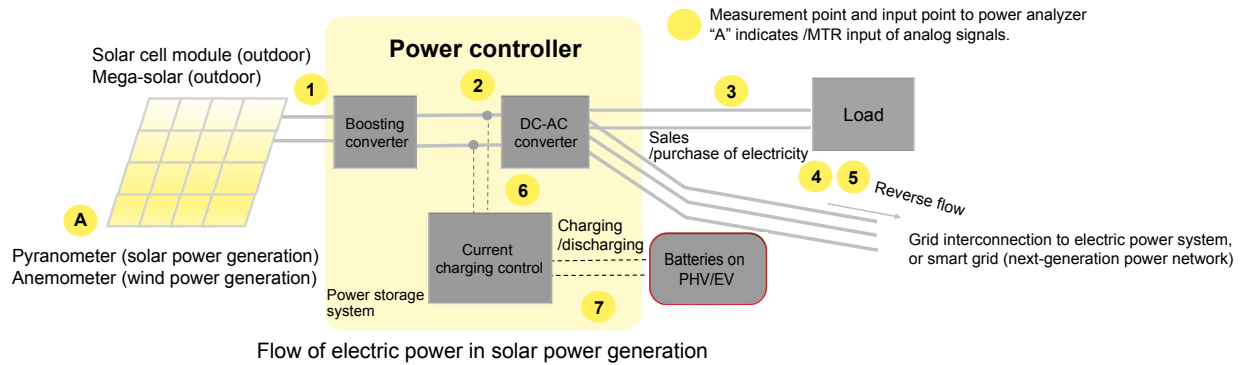 Measurement point and input point to power analyzer
“A” indicates /MTR input of analog signals.
Power controller
Solar cell module (outdoor)
Mega-solar (outdoor)
1
2
3
Boosting
converter
DC-AC
converter
Load
Sales
/purchase of electricity
4
5
Reverse flow
6
A
Pyranometer (solar power generation)
Anemometer (wind power generation)
Current
charging control
Charging
/discharging
Batteries on
PHV/EV
Grid interconnection to electric power system,
or smart grid (next-generation power network)
Power storage
system
7
Flow of electric power in solar power generation